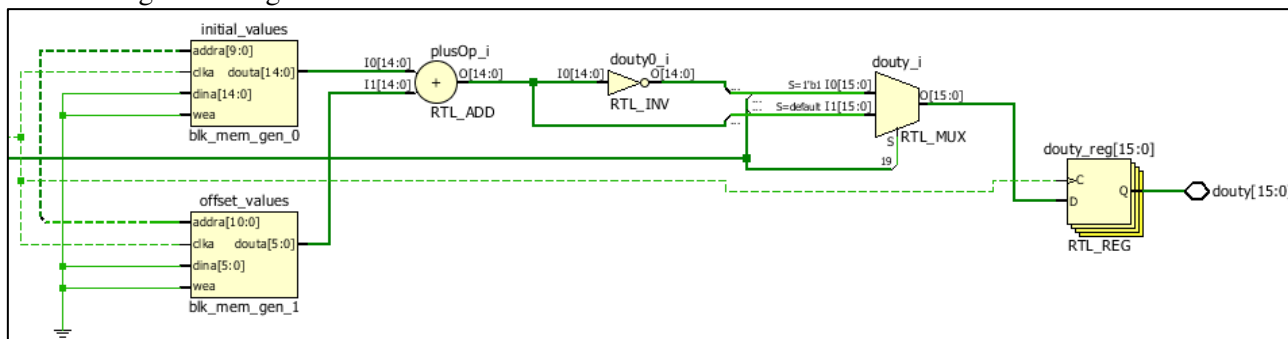 initial_values
addra[9:0]
clka douta[14:0]
dina[14:0]
wea
blk_mem_gen_0
plusOp_i
I0[14:0] O[14:0]
I1[14:0]
+
RTL_ADD
douty0_i
I0[14:0] O[14:0]
RTL_INV
...
...
...
douty_i
S=1'b1 I0[15:0] O[15:0]
S=default I1[15:0]
S
RTL_MUX
19
douty_reg[15:0]
C
D Q
RTL_REG
douty[15:0
offset_values
addra[10:0]
clka douta[5:0]
dina[5:0]
wea
blk_mem_gen_1